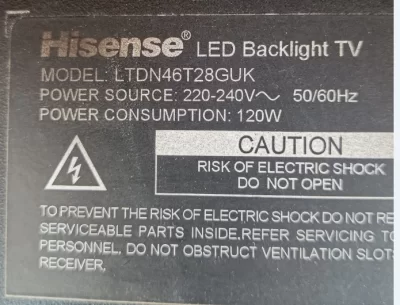 Hisense® LED Backlight TV
MODEL: LTDN46T28GUK
POWER SOURCE: 220-240V～ 50/60Hz
POWER CONSUMPTION: 120W
CAUTION
RISK OF ELECTRIC SHOCK
DO NOT OPEN
TO PREVENT THE RISK OF ELECTRIC SHOCK DO NOT RE
SERVICEABLE PARTS INSIDE.REFER SERVICING TO
PERSONNEL. DO NOT OBSTRUCT VENTILATION SLOTS
RECEIVER,